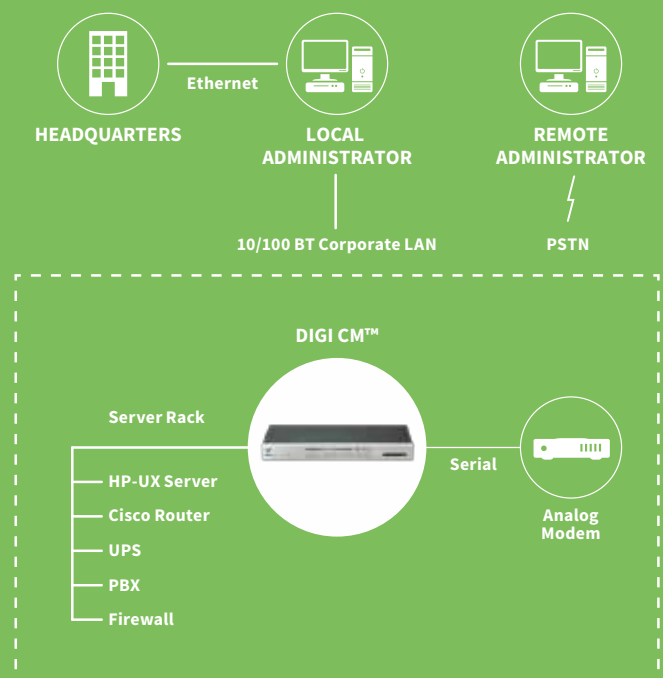 Ethernet
HEADQUARTERS
LOCAL
ADMINISTRATOR
REMOTE
ADMINISTRATOR
10/100 BT Corporate LAN
PSTN
DIGI CM™
Server Rack
Serial
HP-UX Server
Cisco Router
UPS
PBX
Firewall
Analog
Modem